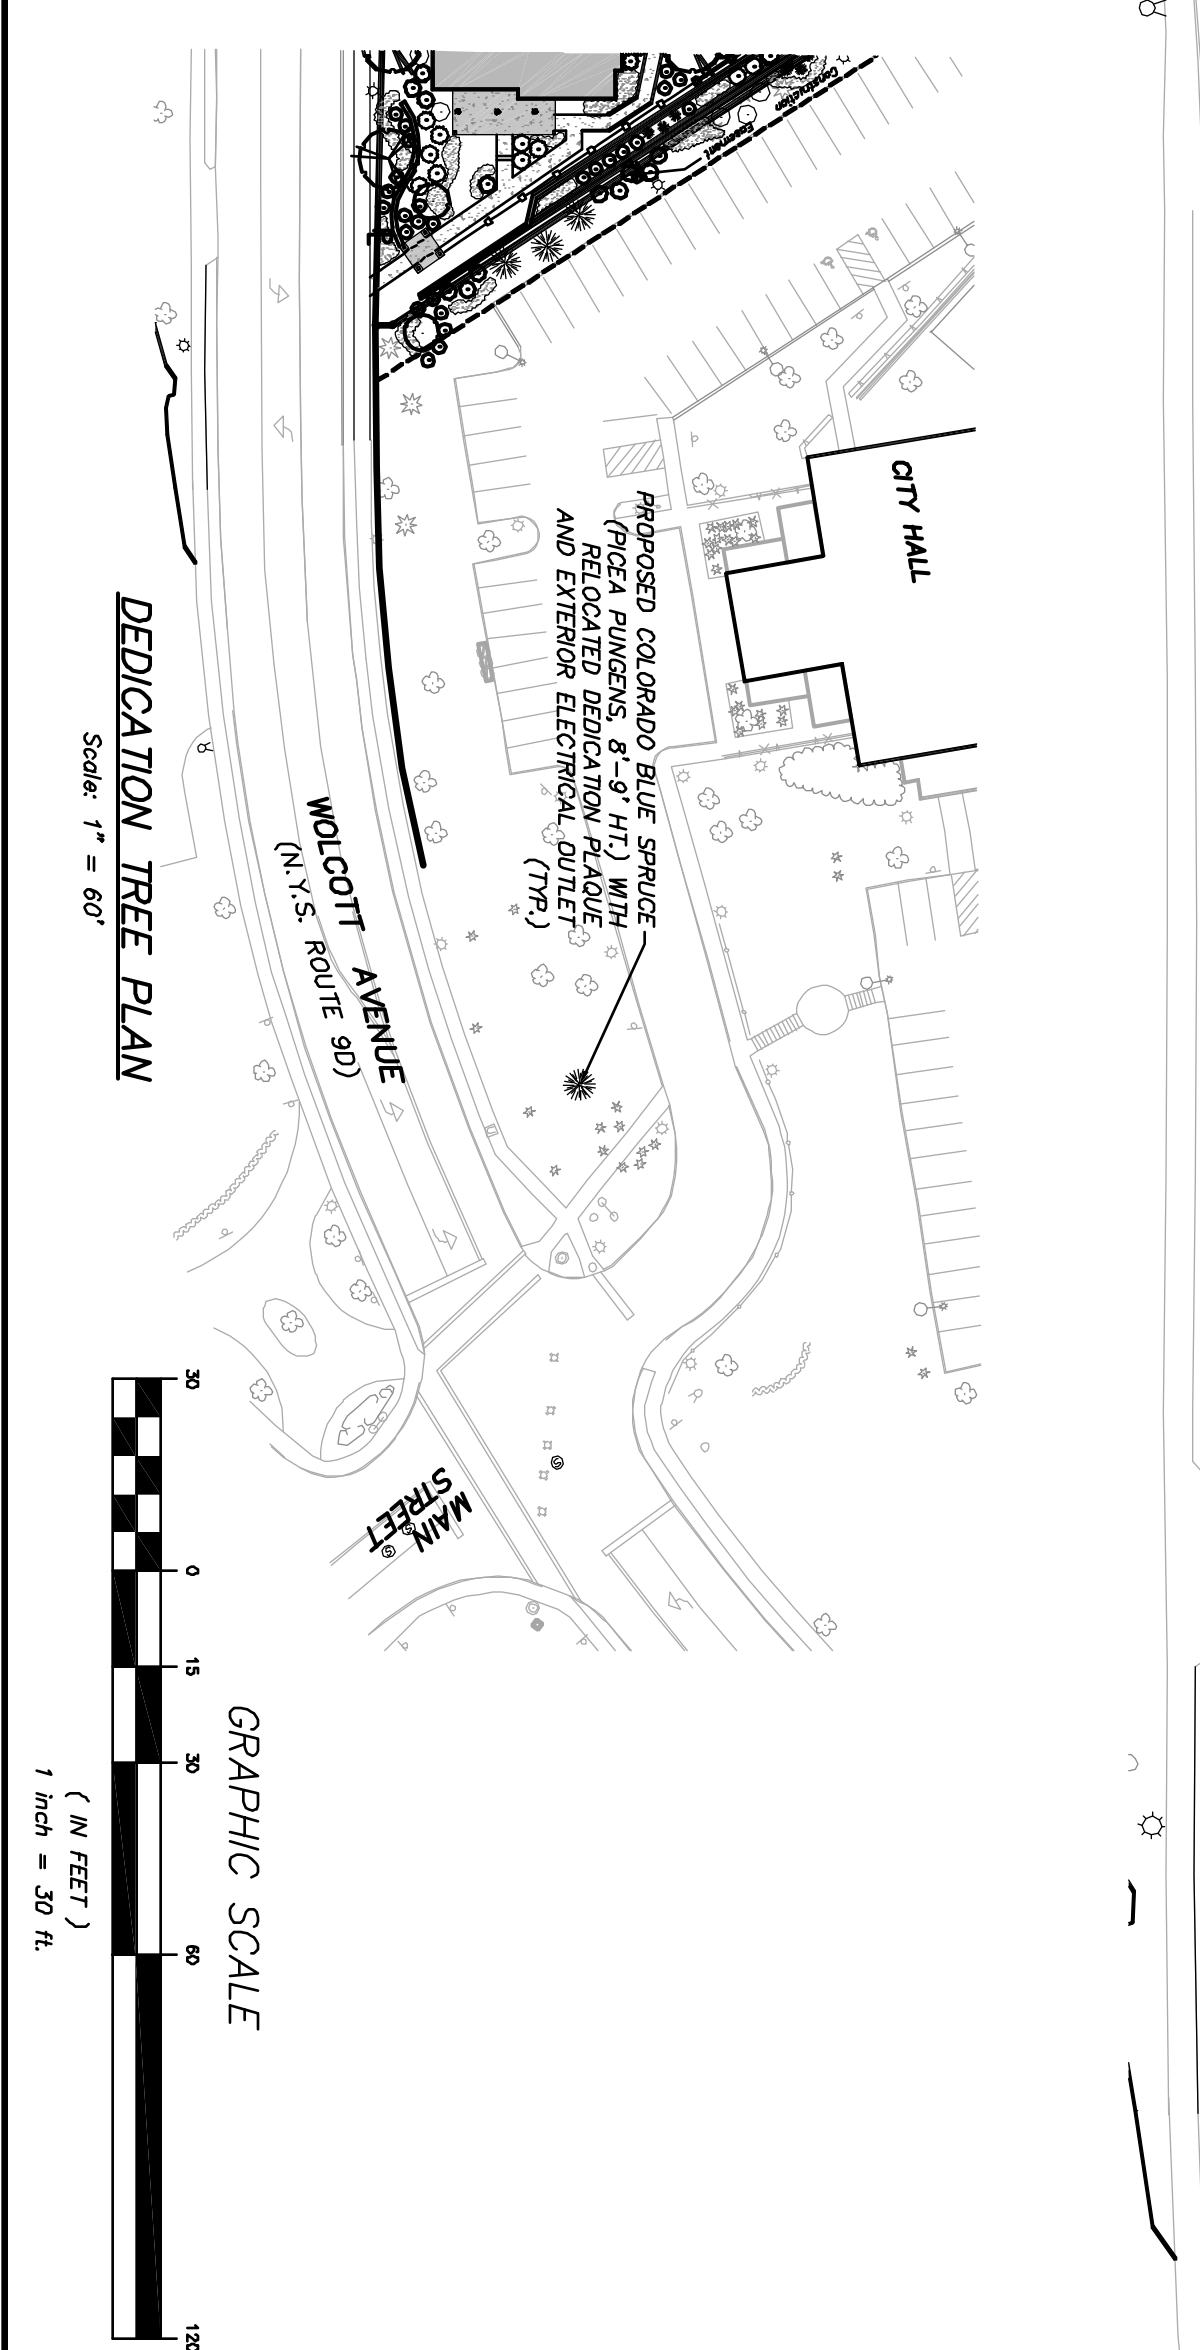 Construction
Easement
CITY HALL
PROPOSED COLORADO BLUE SPRUCE
(PICEA PUNGENS, 8'-9' HT.) WITH
RELOCATED DEDICATION PLAQUE
AND EXTERIOR ELECTRICAL OUTLET
(TYP.)
WOLCOTT AVENUE
(N.Y.S. ROUTE 9D)
MAIN
STREET
S
S
S
DEDICATION TREE PLAN
Scale: 1" = 60'
GRAPHIC SCALE
30 0 15 30 60 120
( IN FEET )
1 inch = 30 ft.